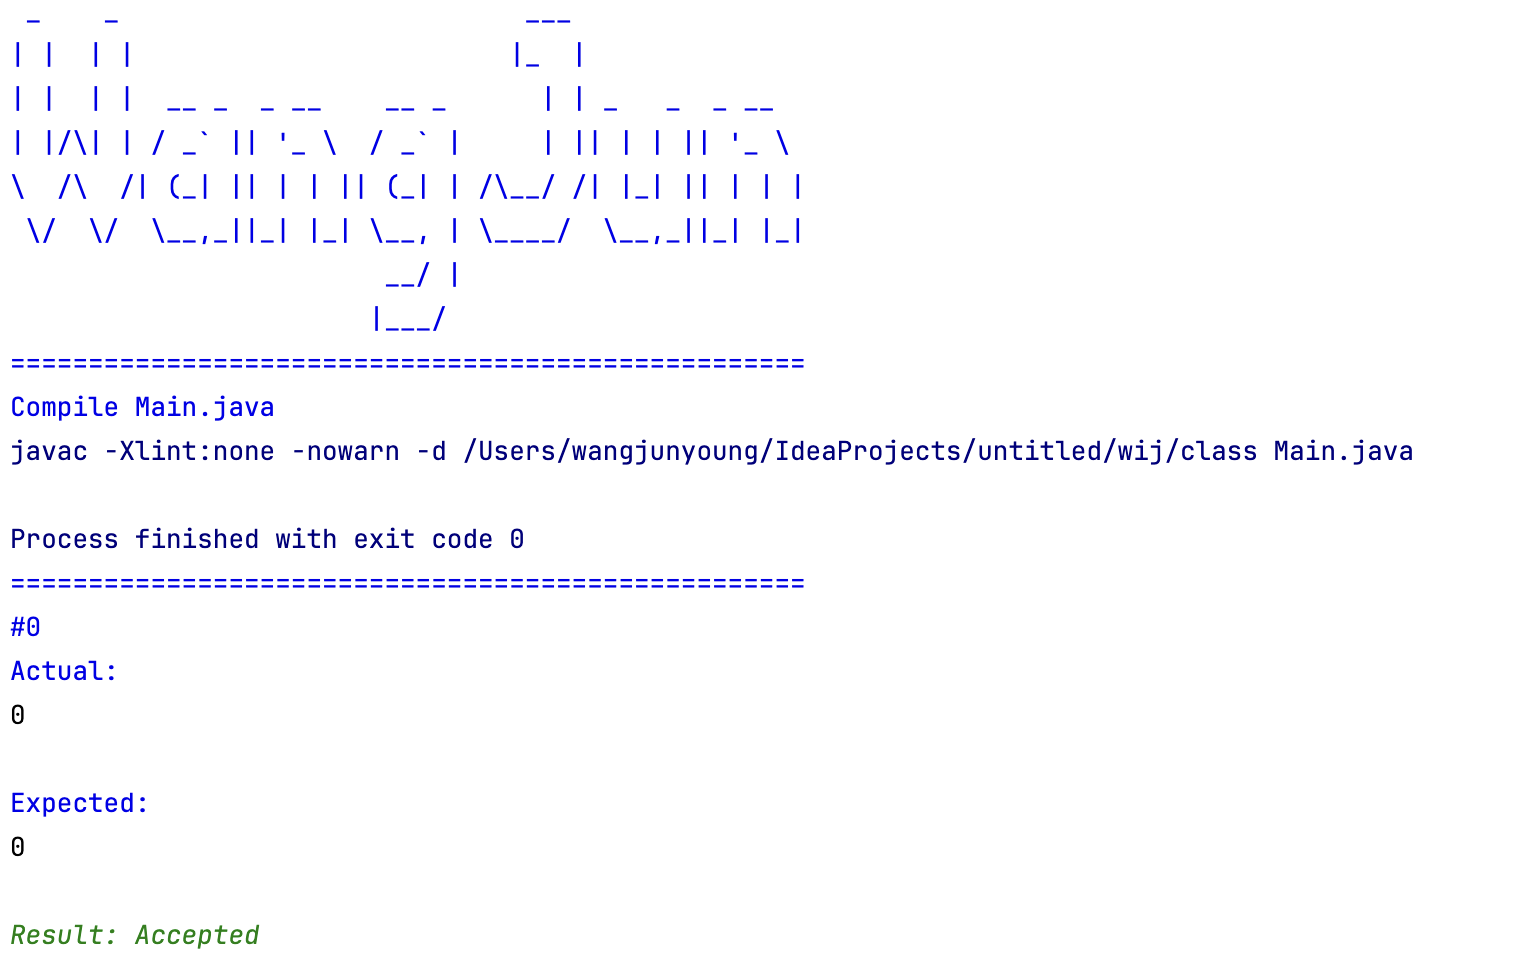 _    _                          ___
| |  | |                        |_  |
| |  | |  __ _  _ __    __ _      | | _   _  _ __
| |/\| | / _` || '_ \  / _` |     | || | | || '_ \
\  /\  /| (_| || | | || (_| | /\__/ /| |_| || | | |
 \/  \/  \__,_||_| |_| \__, | \____/  \__,_||_| |_|
                        __/ |
                       |___/
===================================================
Compile Main.java
javac -Xlint:none -nowarn -d /Users/wangjunyoung/IdeaProjects/untitled/wij/class Main.java

Process finished with exit code 0
===================================================
#0
Actual:
0

Expected:
0

Result: Accepted